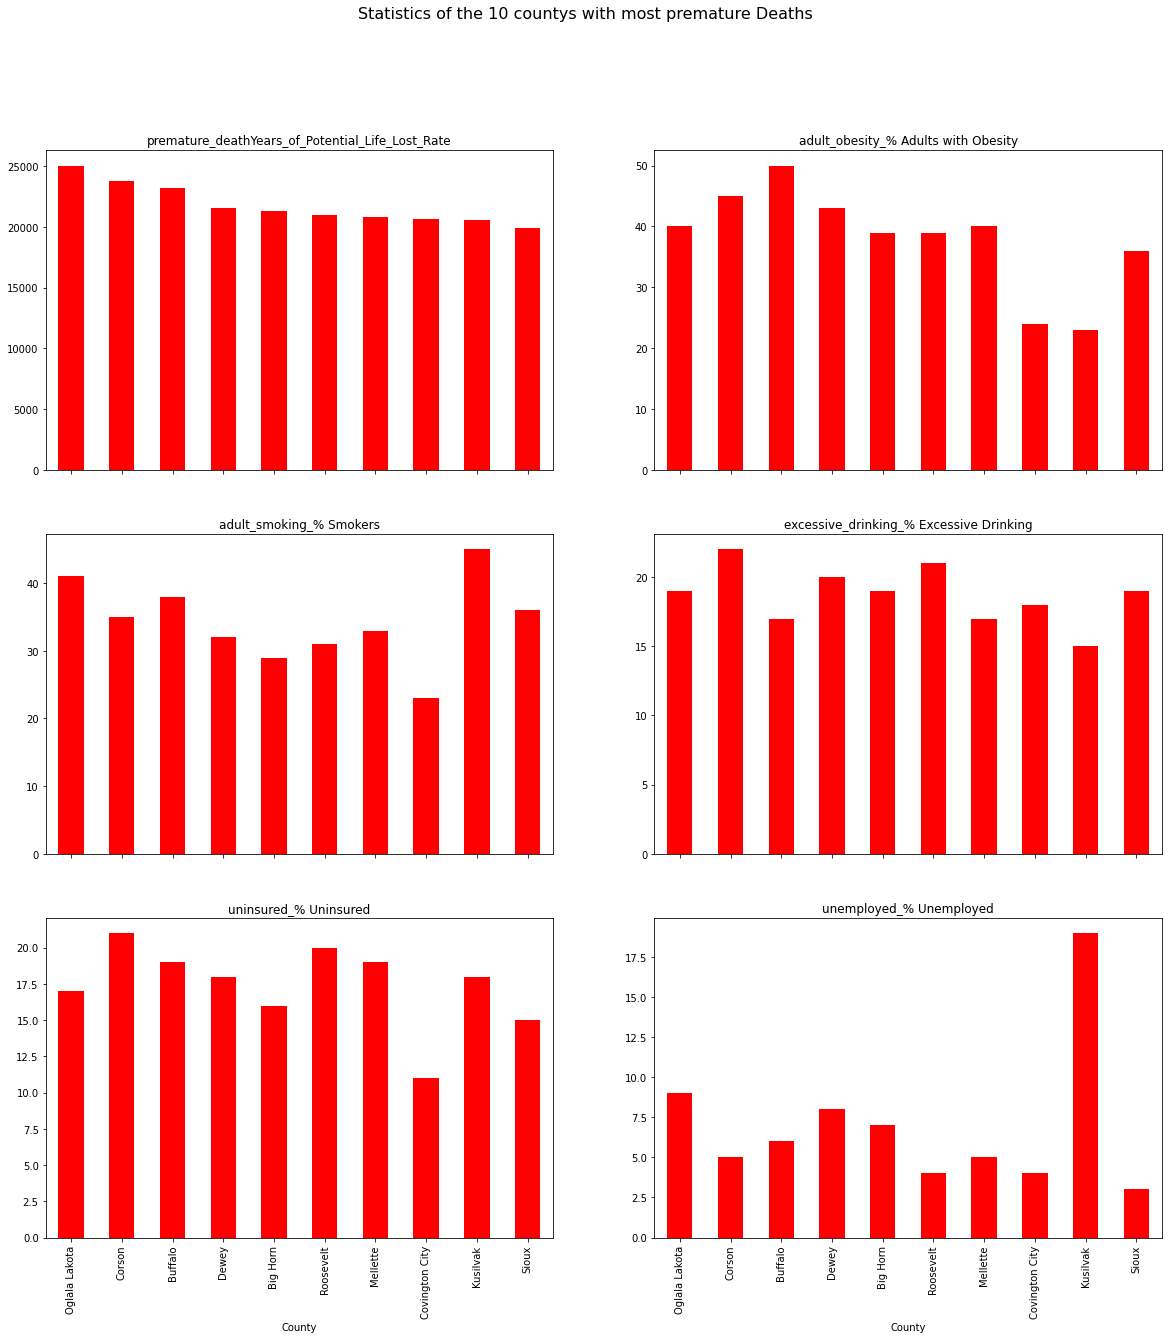 Statistics of the 10 countys with most premature Deaths
premature_deathYears_of_Potential_Life_Lost_Rate
25000
20000
15000
10000
5000
0
adult_obesity_% Adults with Obesity
50
40
30
20
10
0
adult_smoking_% Smokers
40
30
20
10
0
excessive_drinking_% Excessive Drinking
20
15
10
5
0
uninsured_% Uninsured
20.0
17.5
15.0
12.5
10.0
7.5
5.0
2.5
0.0
Oglala Lakota
Corson
Buffalo
Dewey
Big Horn
Roosevelt
Mellette
Covington City
Kusilvak
Sioux
County
unemployed_% Unemployed
17.5
15.0
12.5
10.0
7.5
5.0
2.5
0.0
Oglala Lakota
Corson
Buffalo
Dewey
Big Horn
Roosevelt
Mellette
Covington City
Kusilvak
Sioux
County